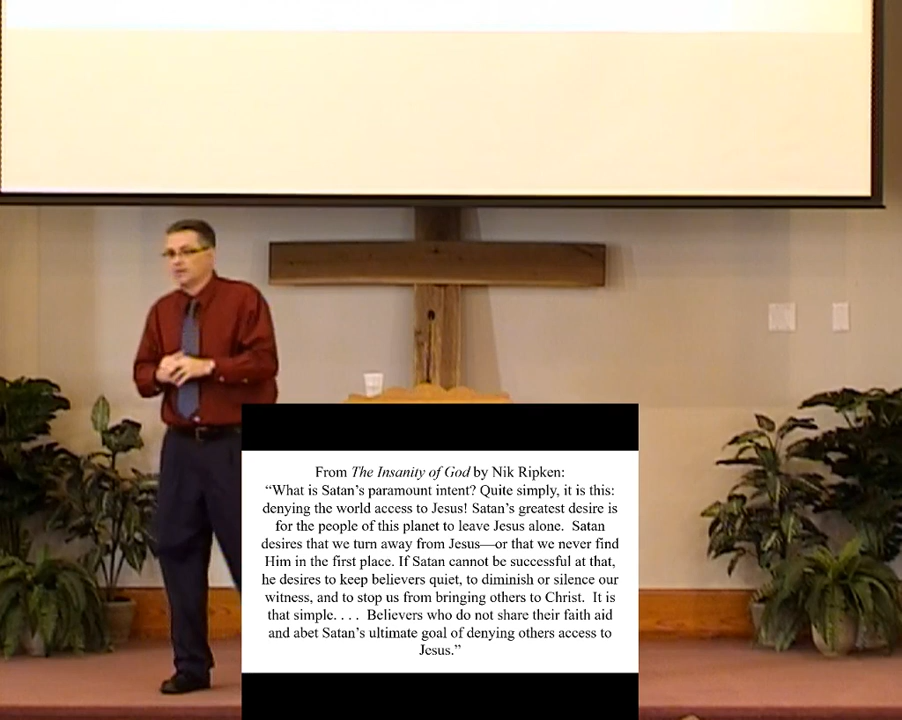 From The Insanity of God by Nik Ripken:
“What is Satan’s paramount intent? Quite simply, it is this:
denying the world access to Jesus! Satan’s greatest desire is
for the people of this planet to leave Jesus alone.  Satan
desires that we turn away from Jesus—or that we never find
Him in the first place. If Satan cannot be successful at that,
he desires to keep believers quiet, to diminish or silence our
witness, and to stop us from bringing others to Christ.  It is
that simple. . . .  Believers who do not share their faith aid
and abet Satan’s ultimate goal of denying others access to
Jesus.”